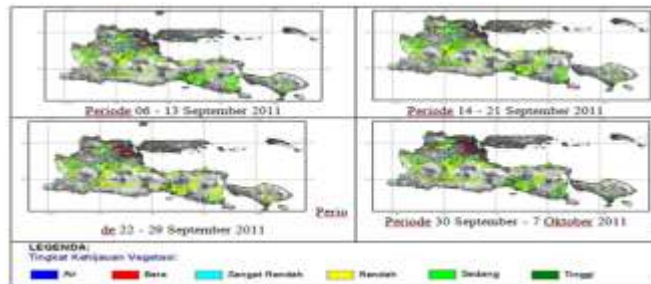 Periode 06 - 13 September 2011
Periode 14 - 21 September 2011
Perio
de 22 - 29 September 2011
Periode 30 September - 7 Oktober 2011
LEGENDA:
Tingkat Kehijauan Vegetasi:
Air Bera Sangat Rendah Rendah Sedang Tinggi